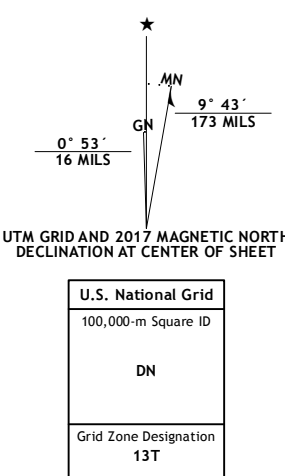 ★
MN
GN
9° 43´
173 MILS
0° 53´
16 MILS
UTM GRID AND 2017 MAGNETIC NORTH
DECLINATION AT CENTER OF SHEET
U.S. National Grid
100,000-m Square ID
DN
Grid Zone Designation
13T